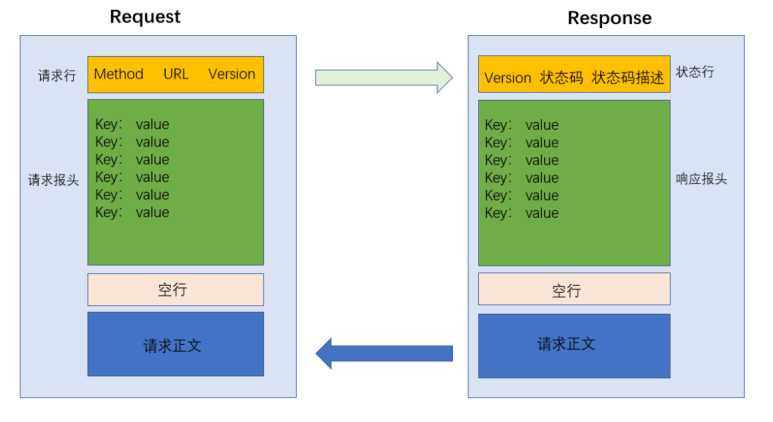 Request
请求行
Method URL Version
请求报头
Key： value
Key： value
Key： value
Key： value
Key： value
Key： value
空行
请求正文
Response
Version 状态码 状态码描述
状态行
Key： value
Key： value
Key： value
Key： value
Key： value
Key： value
响应报头
空行
请求正文